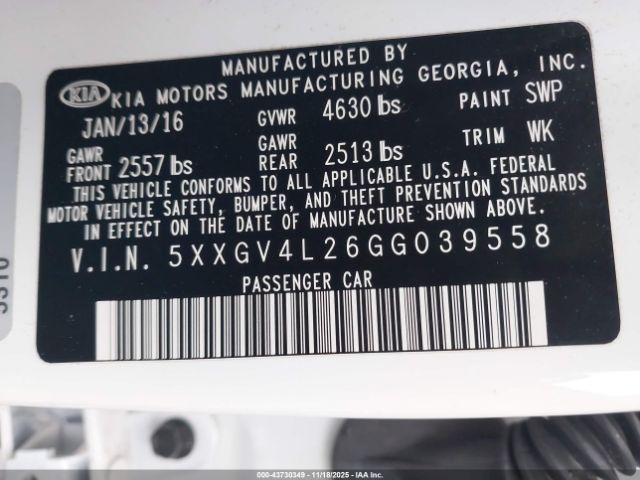 MANUFACTURED BY
KIA KIA MOTORS MANUFACTURING GEORGIA, INC.
JAN/13/16 GVWR 4630 lbs PAINT SWP
GAWR FRONT 2557 lbs GAWR REAR 2513 lbs TRIM WK
THIS VEHICLE CONFORMS TO ALL APPLICABLE U.S.A. FEDERAL
MOTOR VEHICLE SAFETY, BUMPER, AND THEFT PREVENTION STANDARDS
IN EFFECT ON THE DATE OF MANUFACTURE SHOWN ABOVE.
V.I.N. 5XXGV4L26GG039558
PASSENGER CAR
000-43730349 - 11/18/2025 - IAA Inc.